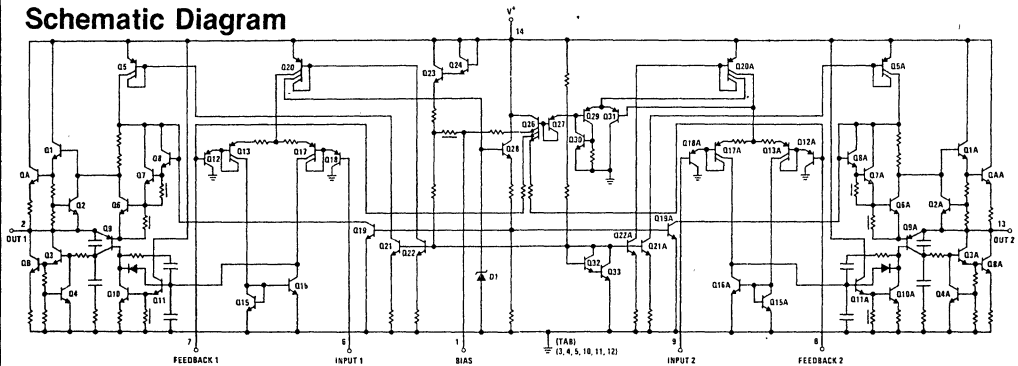 Schematic Diagram
V+
14
Q5
Q20
Q23
Q24
Q20A
Q5A
Q1
Q8
Q26
Q27
Q29
Q31
Q1A
QA
Q7
Q12
Q13
Q17
Q18
Q28
Q30
Q18A
Q17A
Q13A
Q12A
Q8A
Q7A
QAA
Q2
Q6
Q6A
Q2A
2
OUT 1
Q9
Q19
Q21
Q22
Q19A
Q22A
Q21A
Q9A
13
OUT 2
Q3
QB
Q4
Q10
Q11
Q15
Q16
D1
Q32
Q33
Q16A
Q15A
Q11A
Q10A
Q4A
Q3A
QBA
7
FEEDBACK 1
6
INPUT 1
1
BIAS
(TAB)
(3, 4, 5, 10, 11, 12)
9
INPUT 2
8
FEEDBACK 2